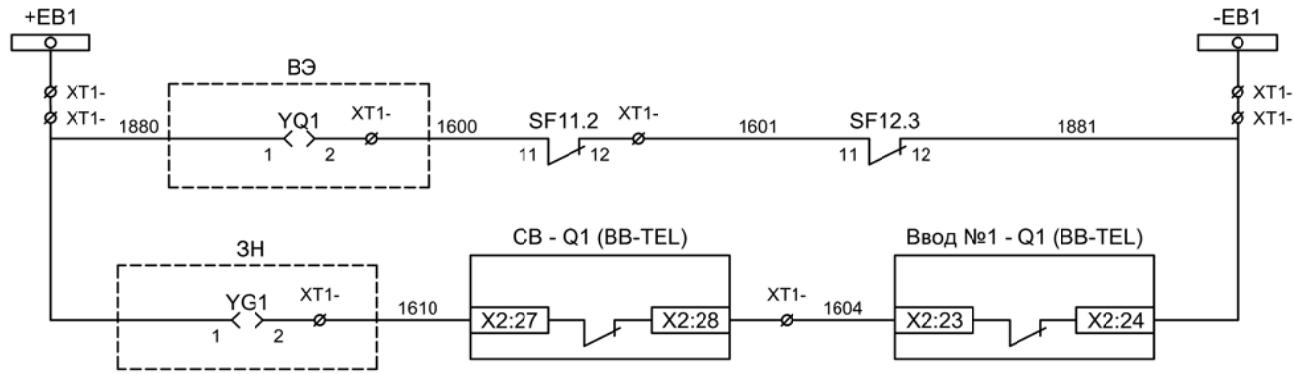 +EB1
-EB1
XT1-
XT1-
XT1-
XT1-
ВЭ
1880
YQ1
1
2
XT1-
1600
SF11.2
11
12
XT1-
1601
SF12.3
11
12
1881
ЗН
YG1
1
2
XT1-
1610
СВ - Q1 (BB-TEL)
X2:27
X2:28
XT1-
1604
Ввод №1 - Q1 (BB-TEL)
X2:23
X2:24